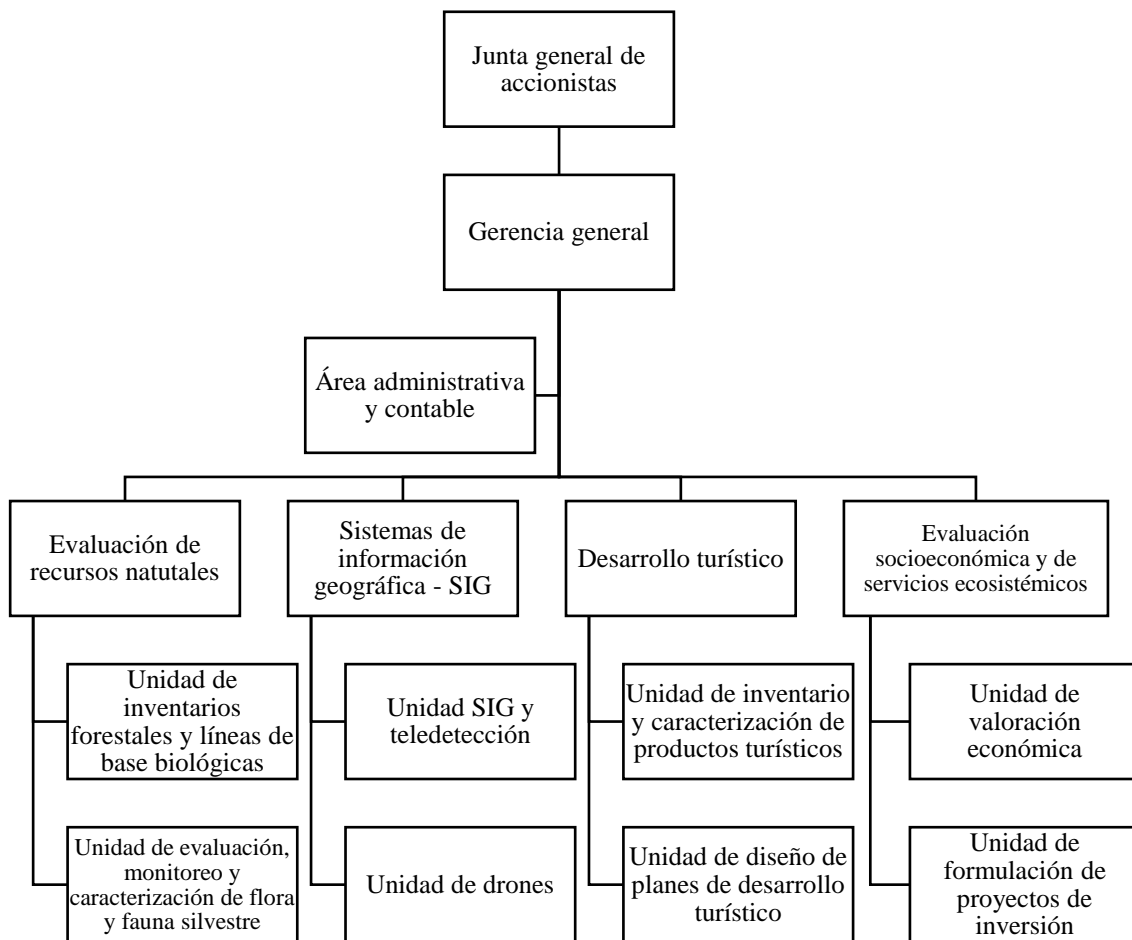 Junta general de
accionistas
Gerencia general
Área administrativa
y contable
Evaluación de
recursos natutales
Sistemas de
información
geográfica - SIG
Desarrollo turístico
Evaluación
socioeconómica y de
servicios ecosistémicos
Unidad de
inventarios
forestales y líneas de
base biológicas
Unidad SIG y
teledetección
Unidad de inventario
y caracterización de
productos turísticos
Unidad de
valoración
económica
Unidad de evaluación,
monitoreo y
caracterización de flora
y fauna silvestre
Unidad de drones
Unidad de diseño de
planes de desarrollo
turístico
Unidad de
formulación de
proyectos de
inversión